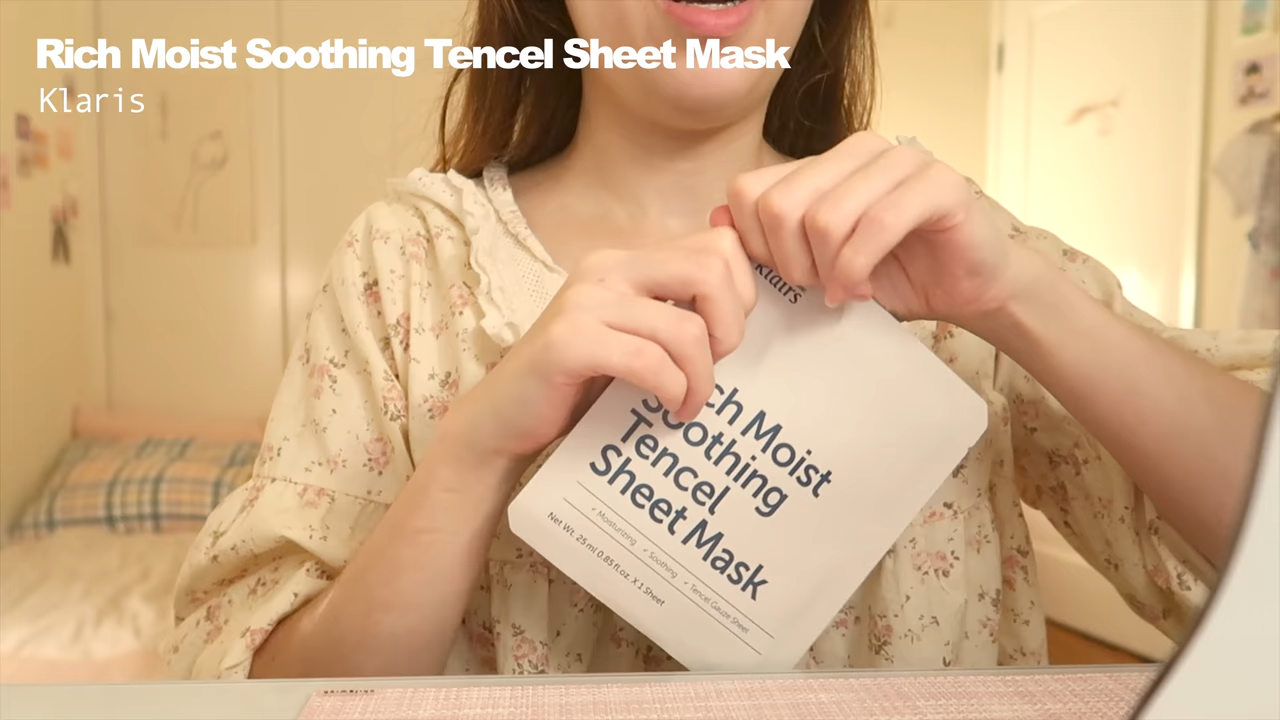 Rich Moist Soothing Tencel Sheet Mask
Klaris
Klairs
ch Moist
Soothing
Tencel
Sheet Mask
✓ Moisturizing ✓ Soothing ✓ Tencel Gauze Sheet
Net Wt. 25 ml 0.85 fl.oz. X 1 Sheet